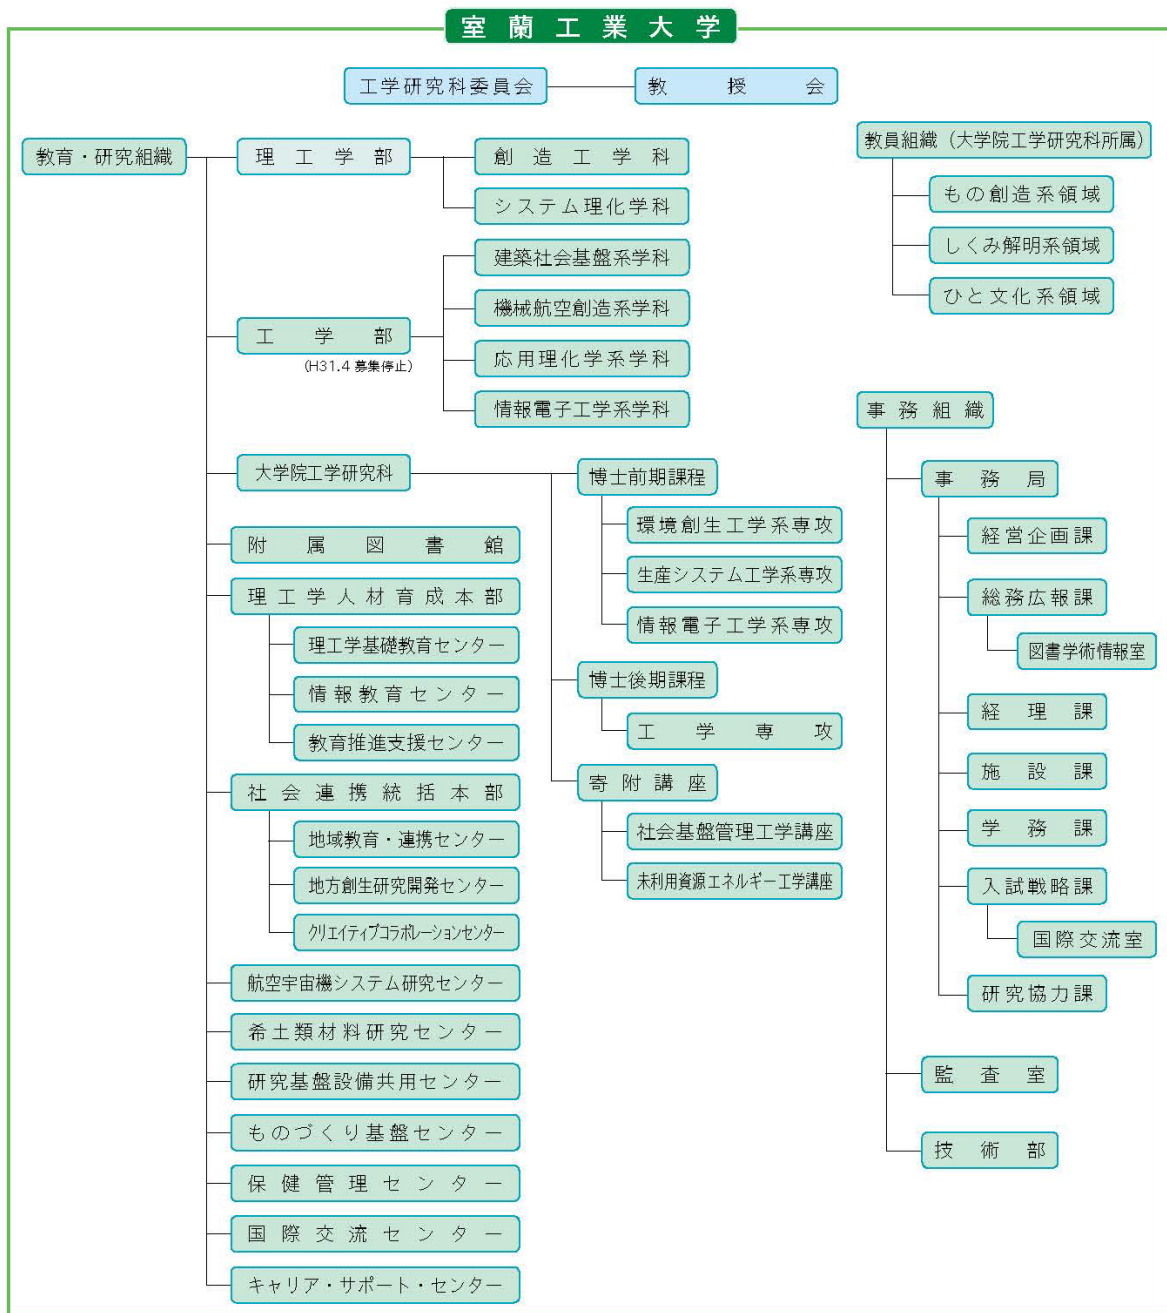 室蘭工業大学
工学研究科委員会
教授会
教育・研究組織
理工学部
創造工学科
システム理化学科
工学部
(H31.4 募集停止)
建築社会基盤系学科
機械航空創造系学科
応用理化学系学科
情報電子工学系学科
大学院工学研究科
博士前期課程
環境創生工学系専攻
生産システム工学系専攻
情報電子工学系専攻
博士後期課程
工学専攻
寄附講座
社会基盤管理工学講座
未利用資源エネルギー工学講座
附属図書館
理工学人材育成本部
理工学基礎教育センター
情報教育センター
教育推進支援センター
社会連携統括本部
地域教育・連携センター
地方創生研究開発センター
クリエイティブコラボレーションセンター
航空宇宙機システム研究センター
希土類材料研究センター
研究基盤設備共用センター
ものづくり基盤センター
保健管理センター
国際交流センター
キャリア・サポート・センター
教員組織（大学院工学研究科所属）
もの創造系領域
しくみ解明系領域
ひと文化系領域
事務組織
事務局
経営企画課
総務広報課
図書学術情報室
経理課
施設課
学務課
入試戦略課
国際交流室
研究協力課
監査室
技術部